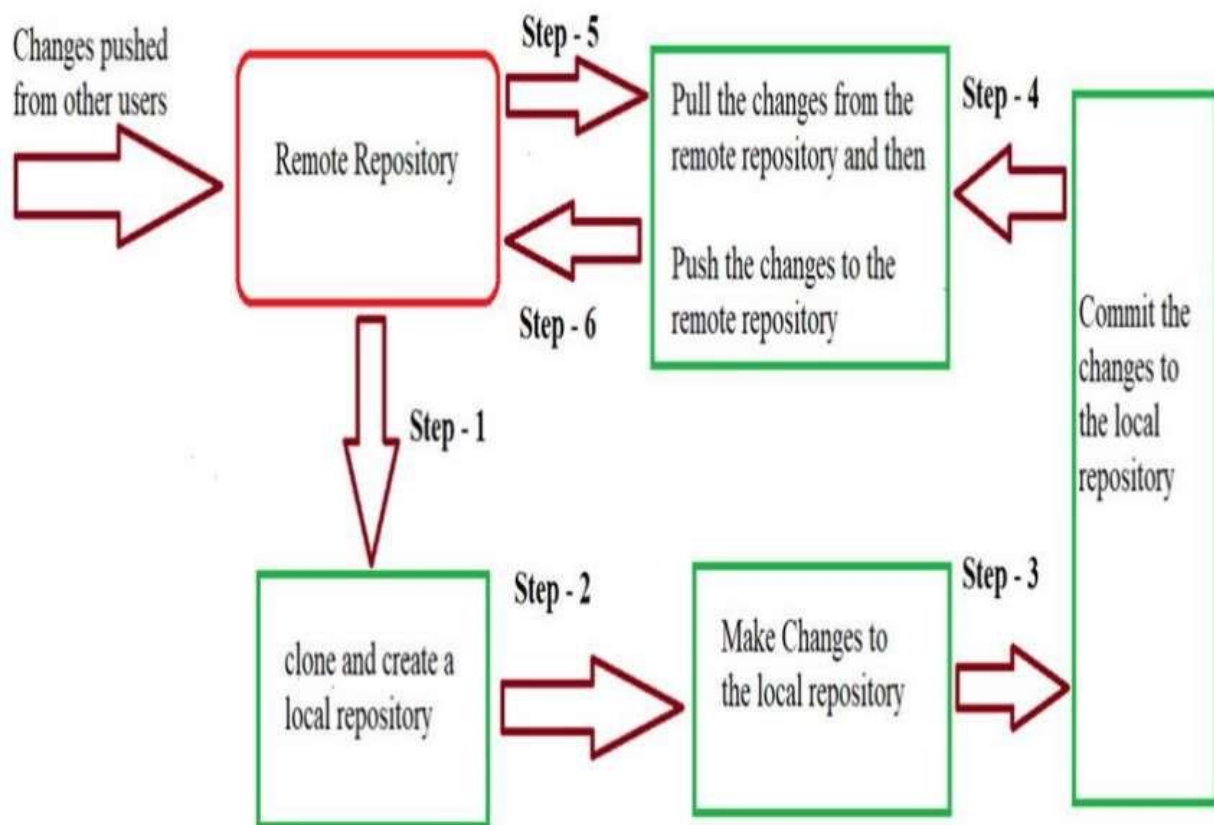 Changes pushed
from other users
Remote Repository
Step - 5
Pull the changes from the
remote repository and then
Push the changes to the
remote repository
Step - 4
Step - 6
Commit the
changes to
the local
repository
Step - 1
clone and create a
local repository
Step - 2
Make Changes to
the local repository
Step - 3